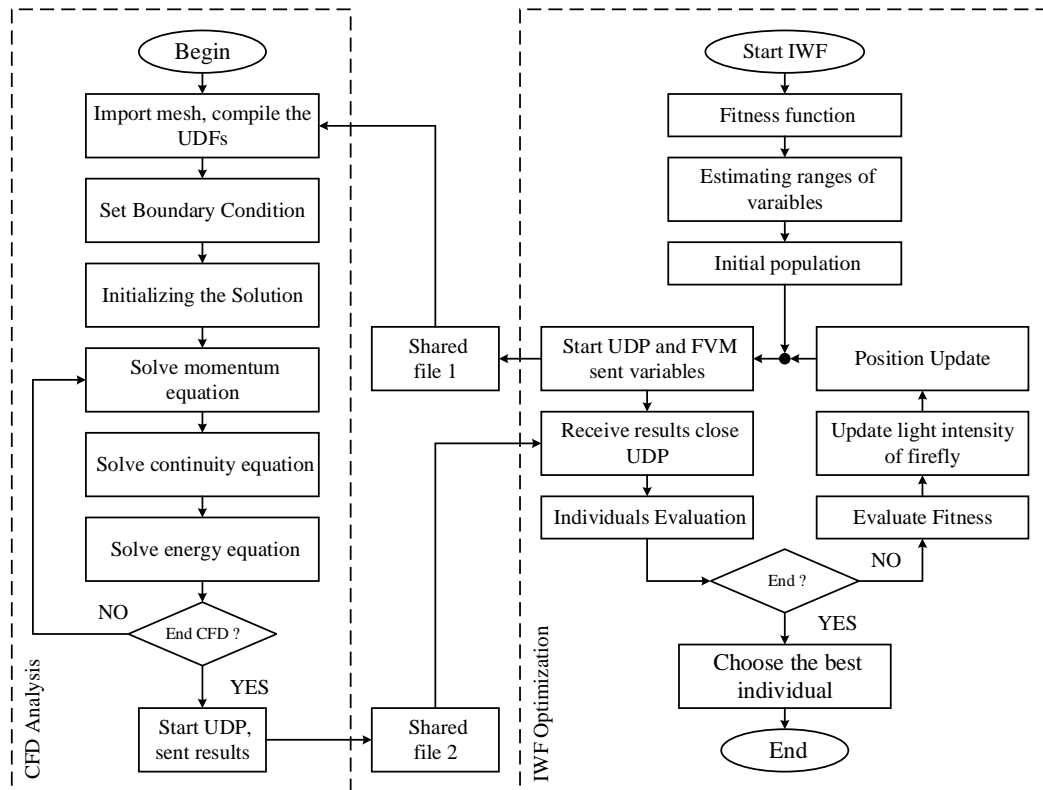 Begin
Import mesh, compile the
UDFs
Set Boundary Condition
Initializing the Solution
Solve momentum
equation
Solve continuity equation
Solve energy equation
NO
End CFD ?
YES
Start UDP,
sent results
CFD Analysis
Shared
file 1
Shared
file 2
Start IWF
Fitness function
Estimating ranges of
varaibles
Initial population
Start UDP and FVM
sent variables
Position Update
Receive results close
UDP
Update light intensity
of firefly
Individuals Evaluation
Evaluate Fitness
End ?
NO
YES
Choose the best
individual
End
IWF Optimization